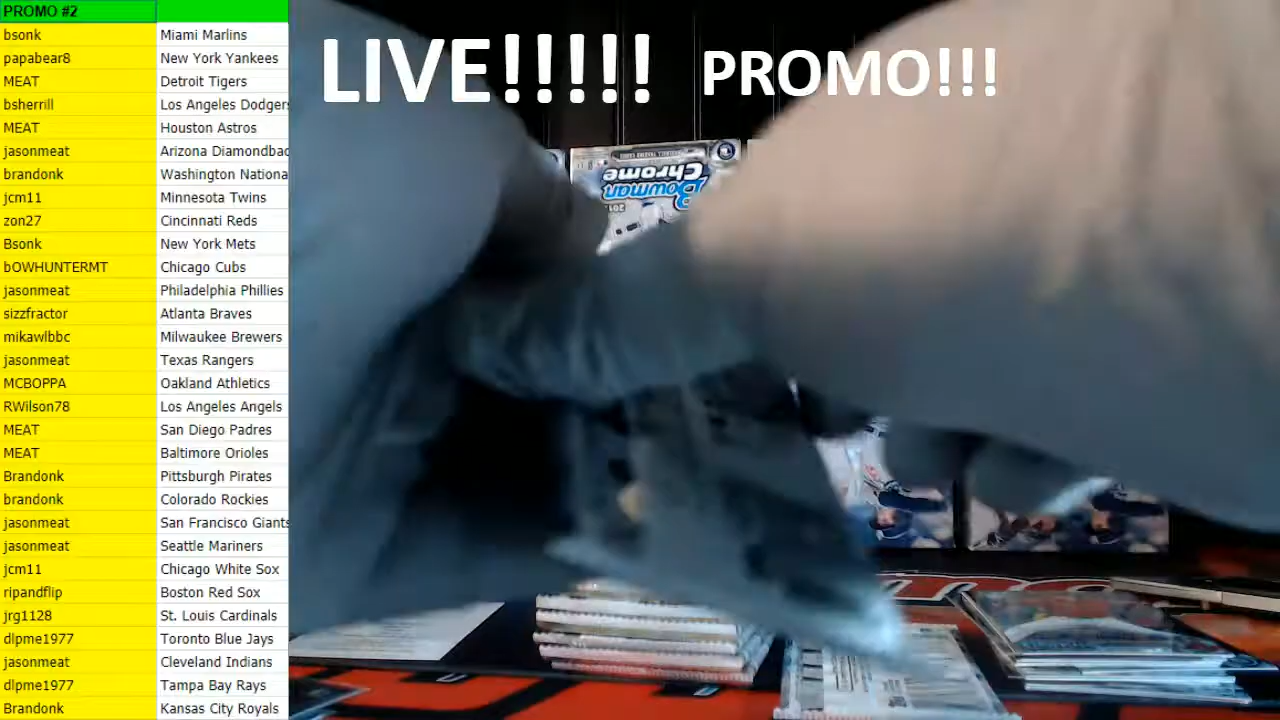 PROMO #2
bsonk Miami Marlins
papabear8 New York Yankees
MEAT Detroit Tigers
bsherrill Los Angeles Dodgers
MEAT Houston Astros
jasonmeat Arizona Diamondbac
brandonk Washington Nationa
jcm11 Minnesota Twins
zon27 Cincinnati Reds
Bsonk New York Mets
bOWHUNTERMT Chicago Cubs
jasonmeat Philadelphia Phillies
sizzfractor Atlanta Braves
mikawlbbc Milwaukee Brewers
jasonmeat Texas Rangers
MCBOPPA Oakland Athletics
RWilson78 Los Angeles Angels
MEAT San Diego Padres
MEAT Baltimore Orioles
Brandonk Pittsburgh Pirates
brandonk Colorado Rockies
jasonmeat San Francisco Giants
jasonmeat Seattle Mariners
jcm11 Chicago White Sox
ripandflip Boston Red Sox
jrg1128 St. Louis Cardinals
dlpme1977 Toronto Blue Jays
jasonmeat Cleveland Indians
dlpme1977 Tampa Bay Rays
Brandonk Kansas City Royals
LIVE!!!!! PROMO!!!
Bowman
Chrome